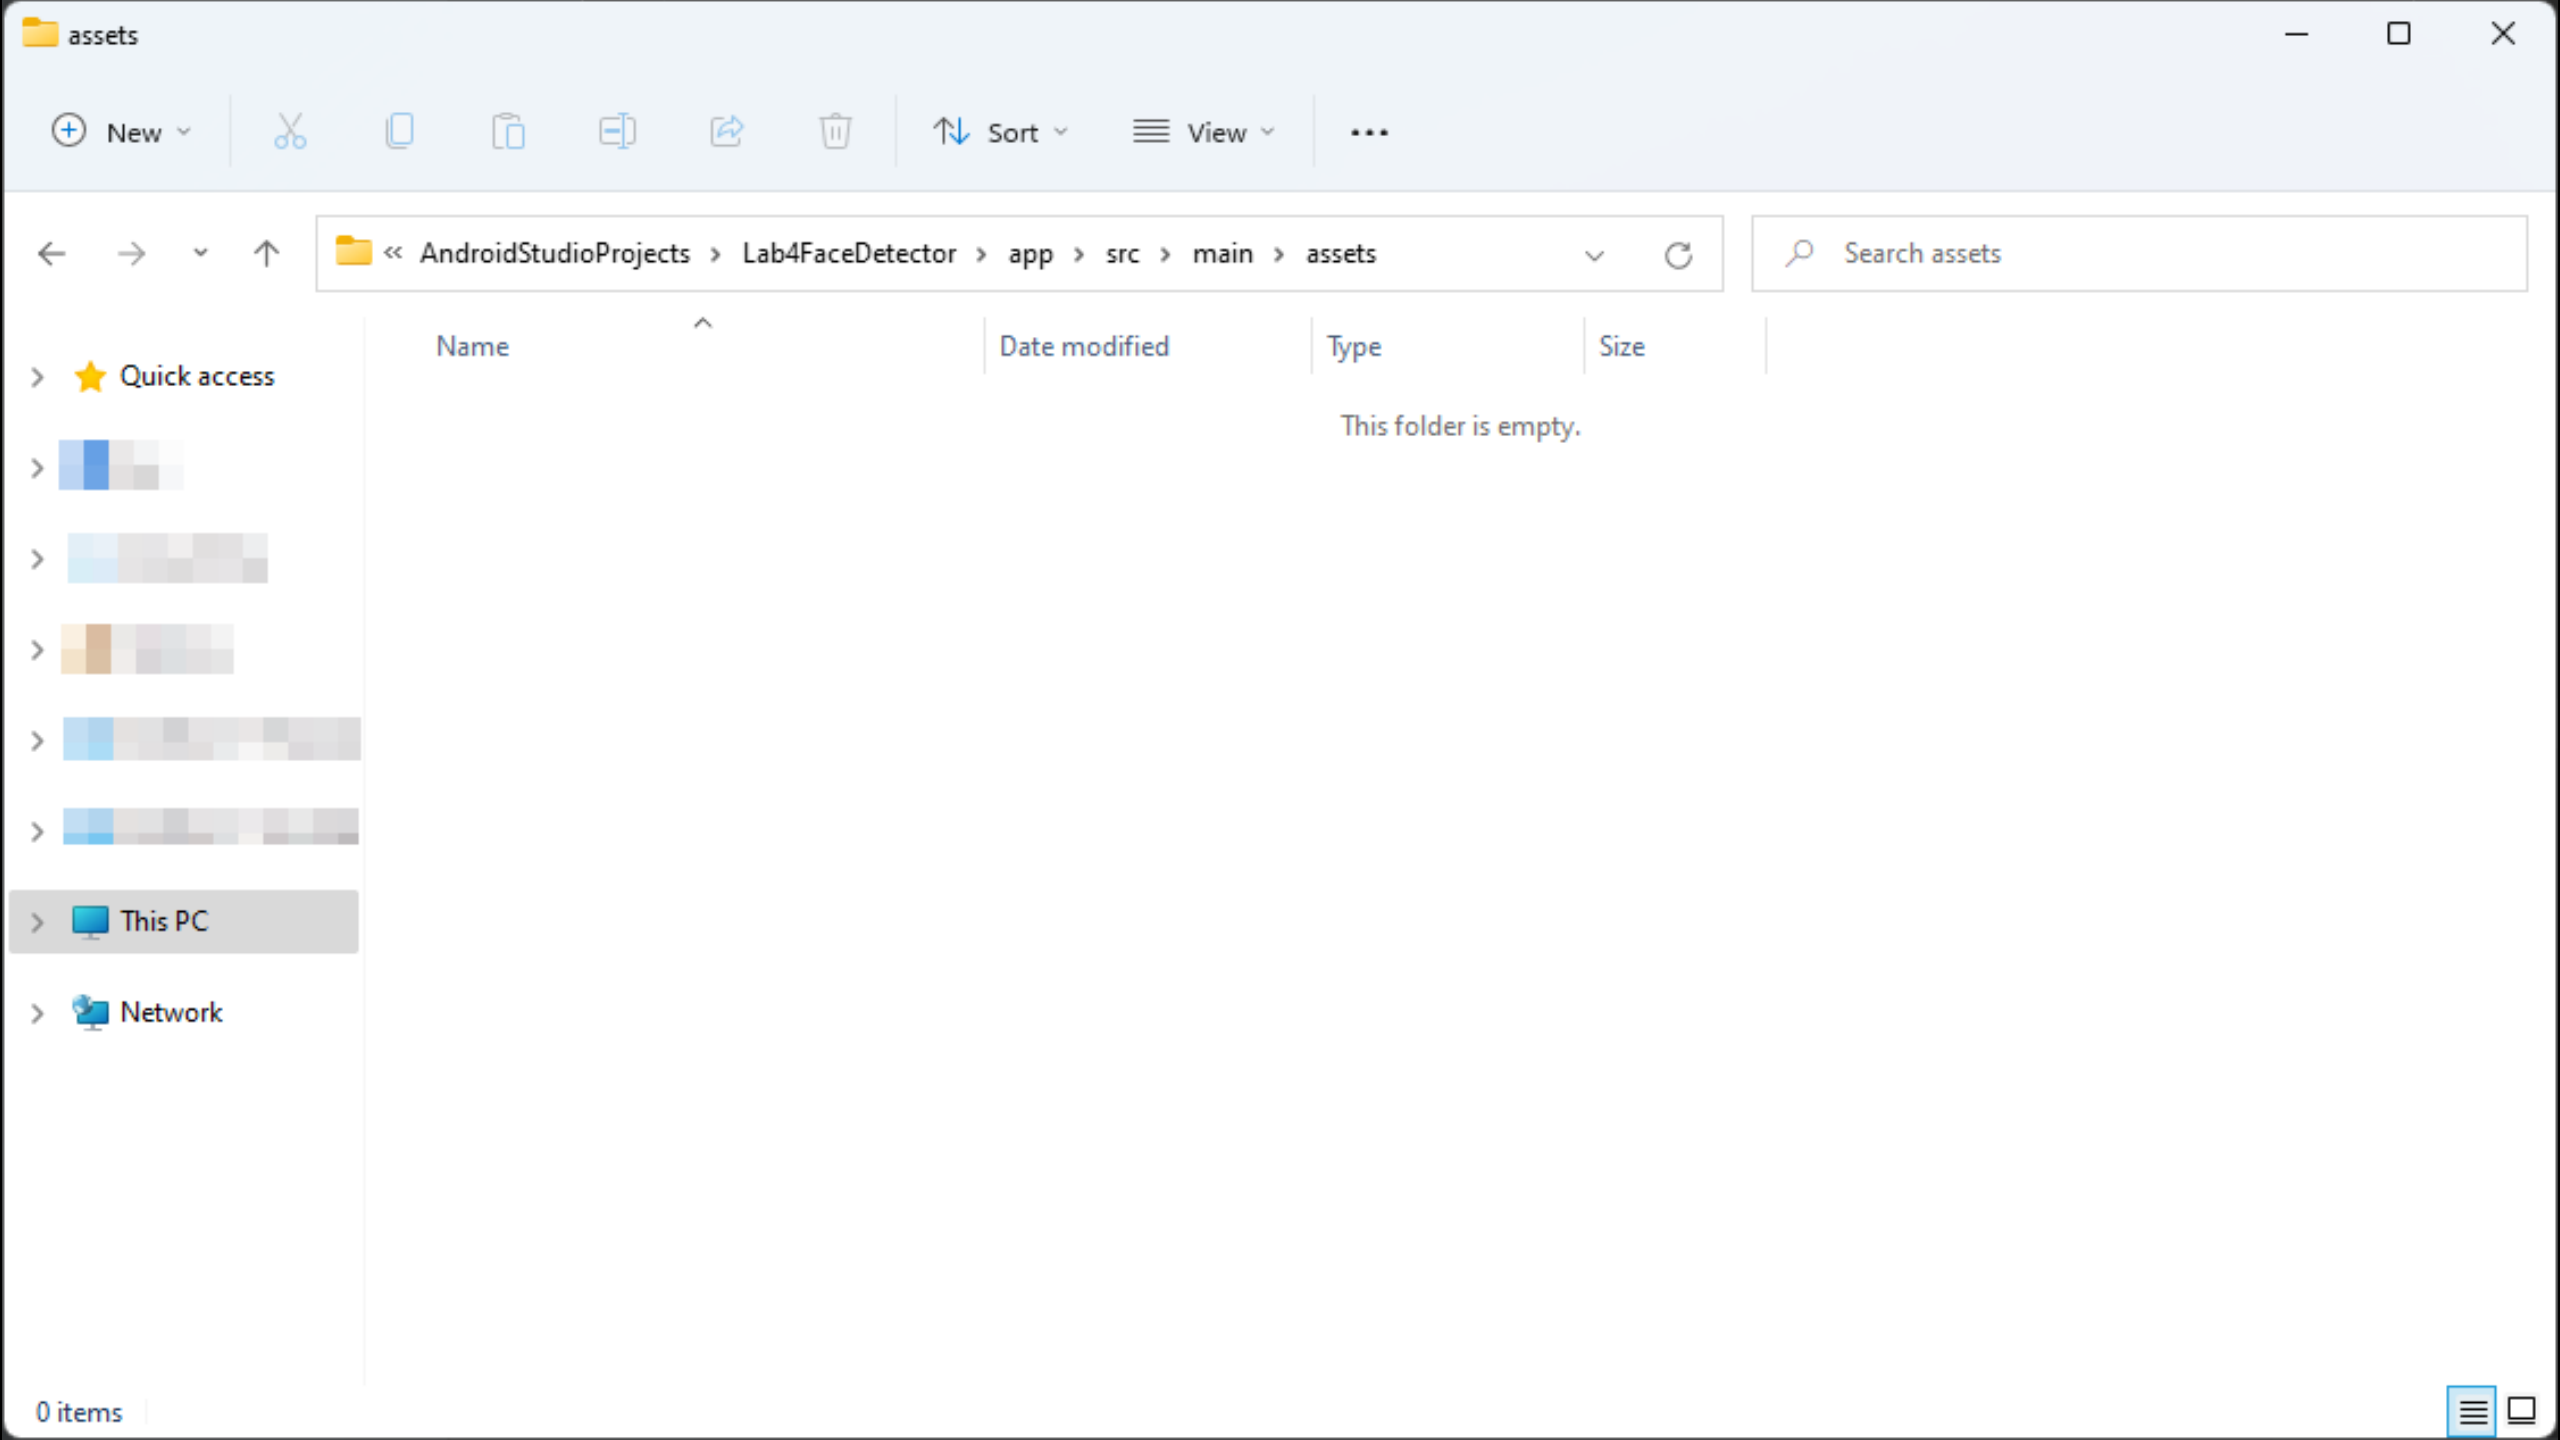 assets
New
Sort
View
« AndroidStudioProjects > Lab4FaceDetector > app > src > main > assets
Search assets
Name Date modified Type Size
Quick access
This folder is empty.
This PC
Network
0 items